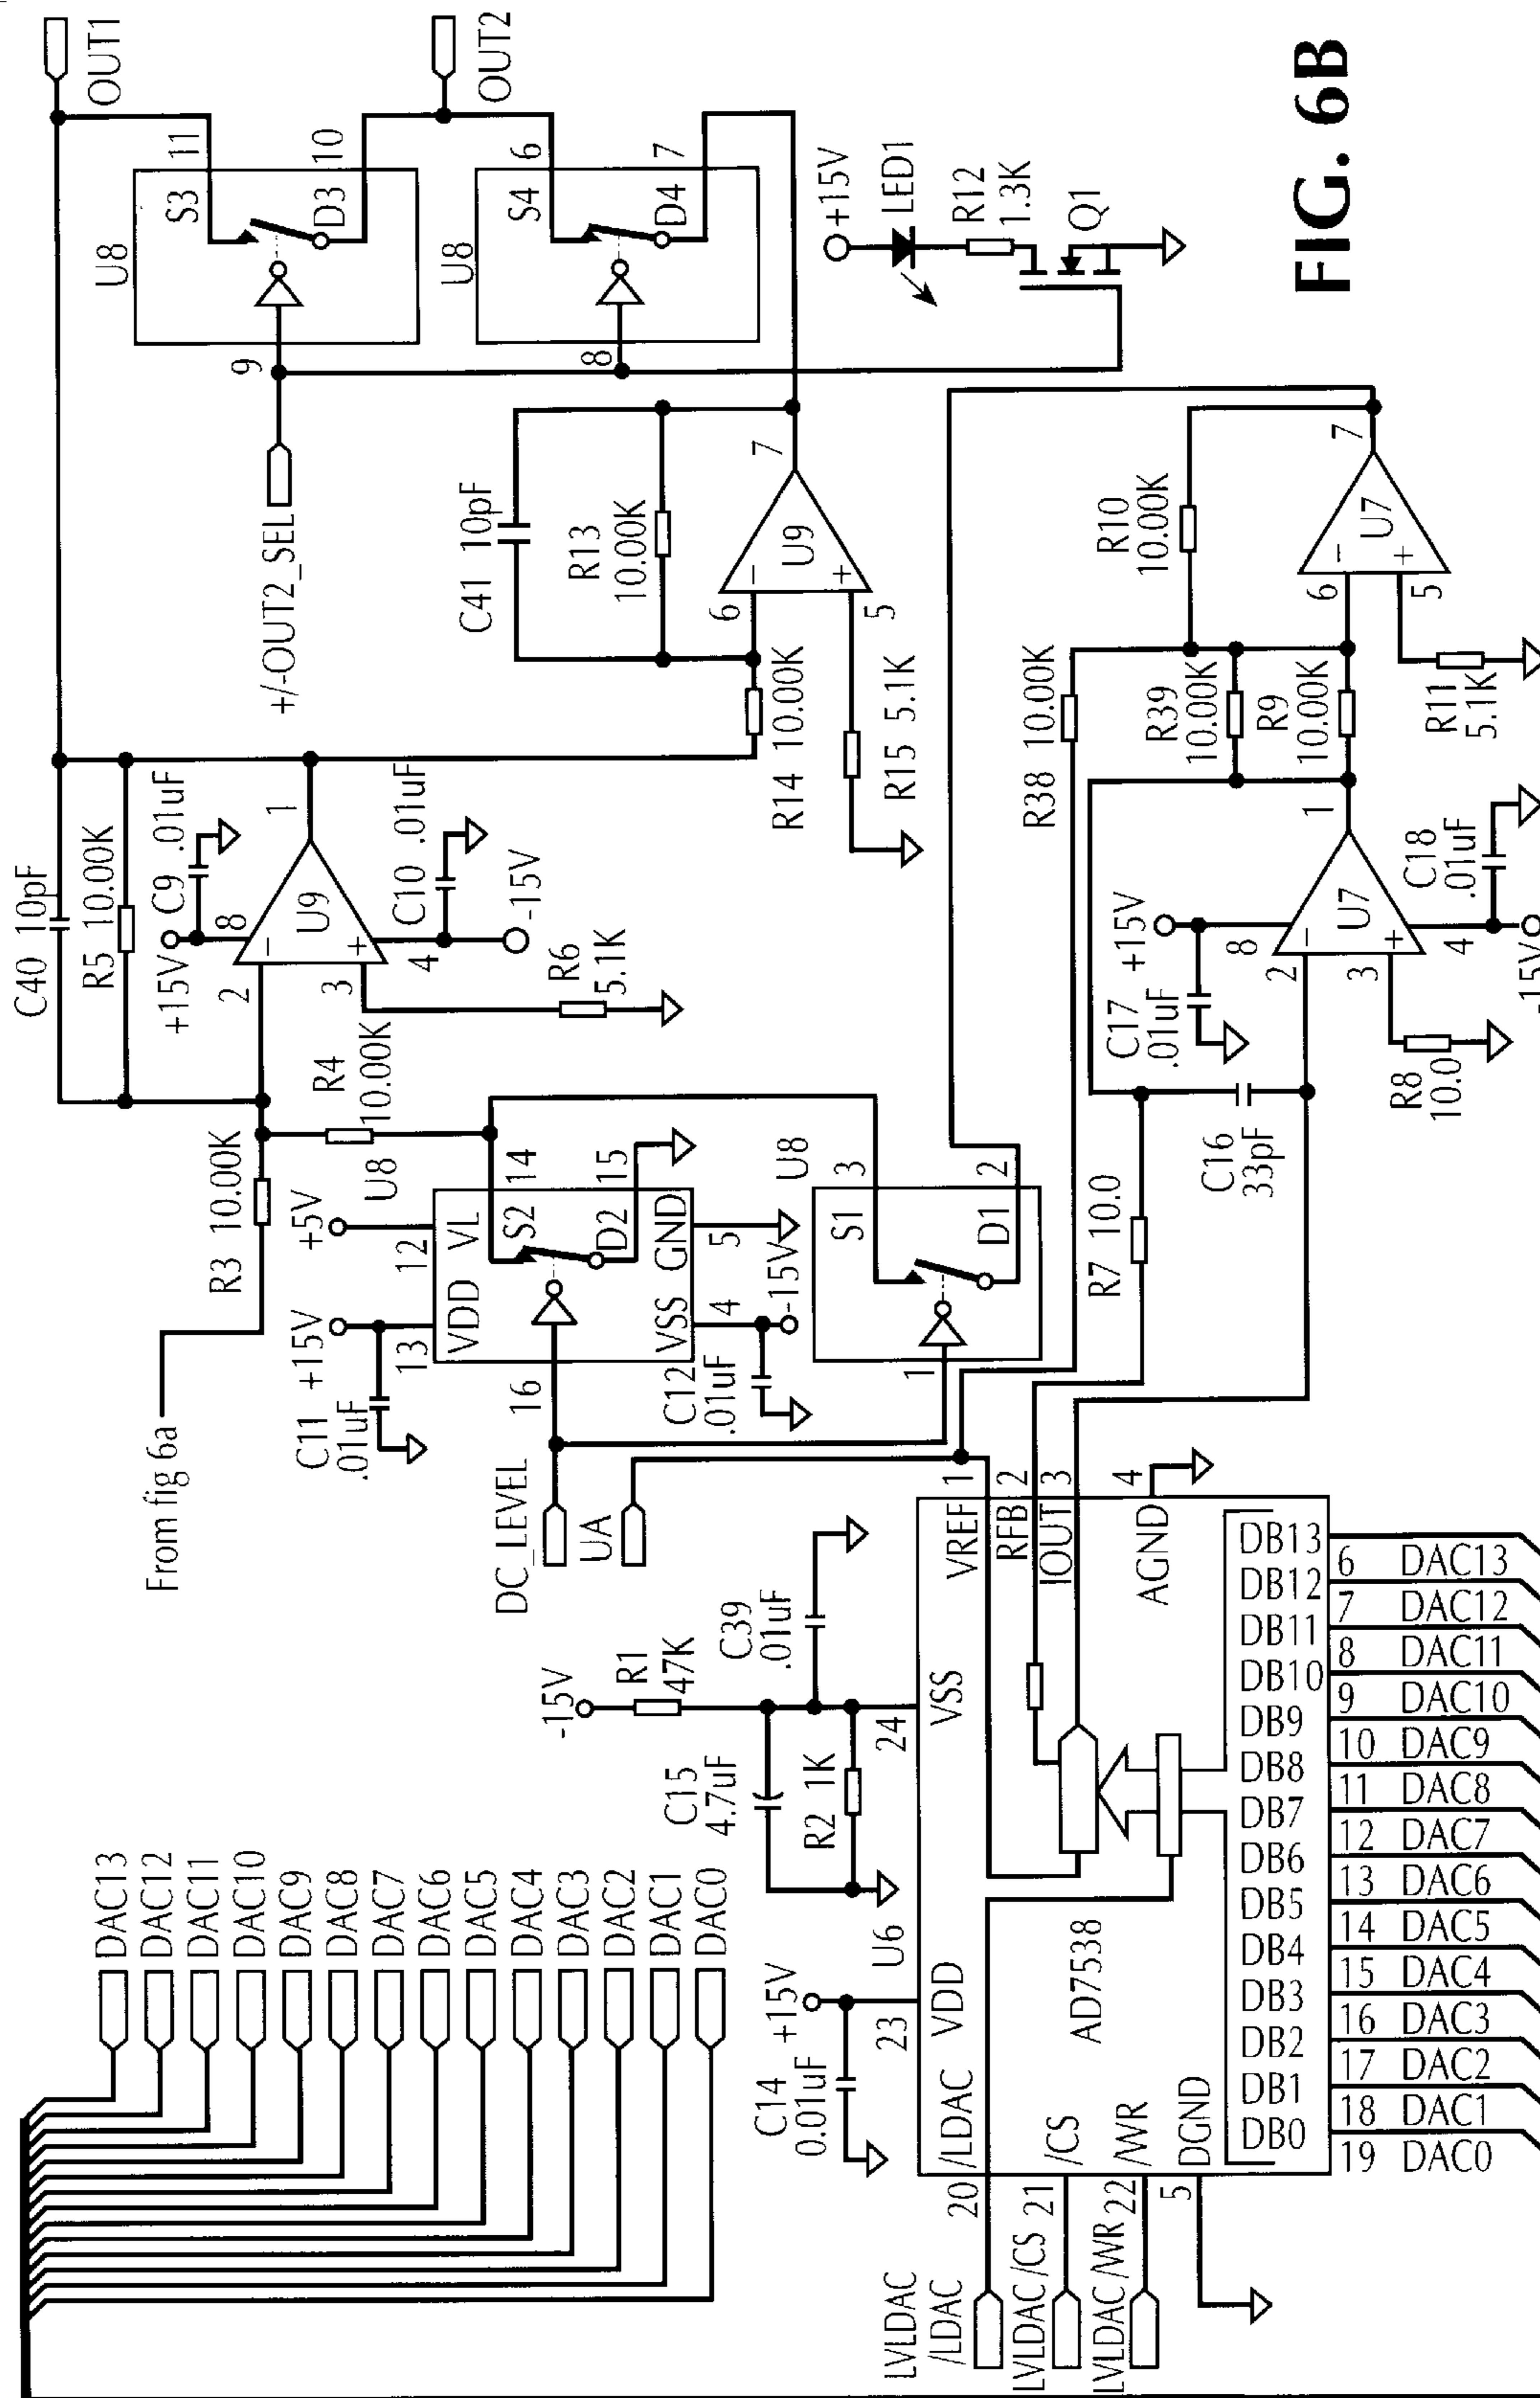 OUT1
OUT2
U8
S3
11
D3
10
9
U8
S4
6
D4
7
8
+/-OUT2_SEL
+15V
LED1
R12
1.3K
Q1
FIG. 6B
C40 10pF
R5 10.00K
C9 .01uF
+15V
8
2
3
1
U9
−
+
4
C10 .01uF
-15V
R6
5.1K
C41 10pF
R13
10.00K
6
5
7
U9
−
+
R14 10.00K
R15 5.1K
From fig 6a
R3 10.00K
R4
10.00K
U8
+5V
+15V
C11
.01uF
13
12
VDD
VL
S2
14
D2
15
VSS
GND
4
5
16
C12
.01uF
-15V
U8
S1
3
D1
2
1
DC_LEVEL
UA
R38 10.00K
R39
10.00K
R9
10.00K
R10
10.00K
6
5
7
U7
−
+
R11
5.1K
R7 10.0
C16
33pF
C17
.01uF
+15V
8
2
3
1
U7
−
+
4
C18
.01uF
-15V
R8
10.0
DAC13
DAC12
DAC11
DAC10
DAC9
DAC8
DAC7
DAC6
DAC5
DAC4
DAC3
DAC2
DAC1
DAC0
-15V
R1
47K
C39
.01uF
C15
4.7uF
R2 1K
24
VSS
+15V
C14
0.01uF
23
VDD
U6
AD7538
VREF
1
RFB
2
IOUT
3
AGND
4
LVLDAC
/LDAC
20
/LDAC
LVLDAC/CS
21
/CS
LVLDAC/WR
22
/WR
5
DGND
DB13
6 DAC13
DB12
7 DAC12
DB11
8 DAC11
DB10
9 DAC10
DB9
10 DAC9
DB8
11 DAC8
DB7
12 DAC7
DB6
13 DAC6
DB5
14 DAC5
DB4
15 DAC4
DB3
16 DAC3
DB2
17 DAC2
DB1
18 DAC1
DB0
19 DAC0